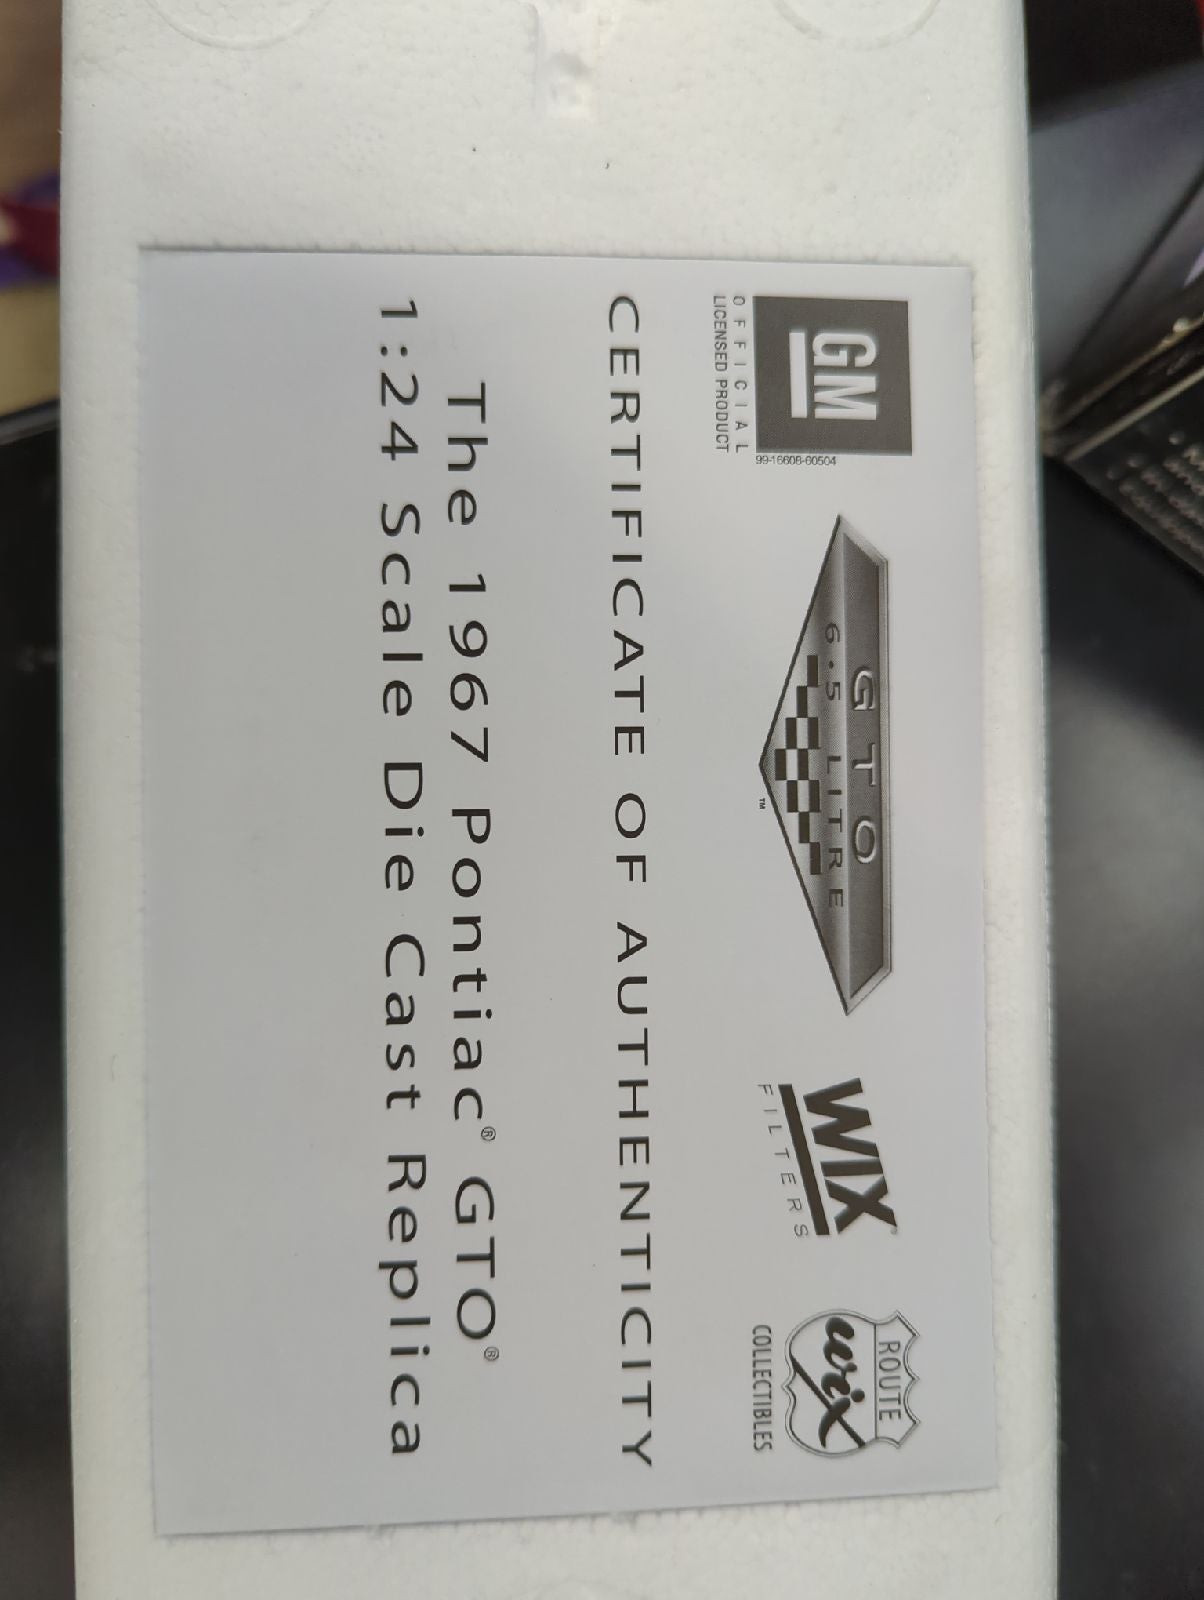 GM
OFFICIAL
LICENSED PRODUCT
99-16608-60504
GTO
6.5 LITRE
™
WIX®
FILTERS
ROUTE
wix
COLLECTIBLES
CERTIFICATE OF AUTHENTICITY
The 1967 Pontiac® GTO®
1:24 Scale Die Cast Replica